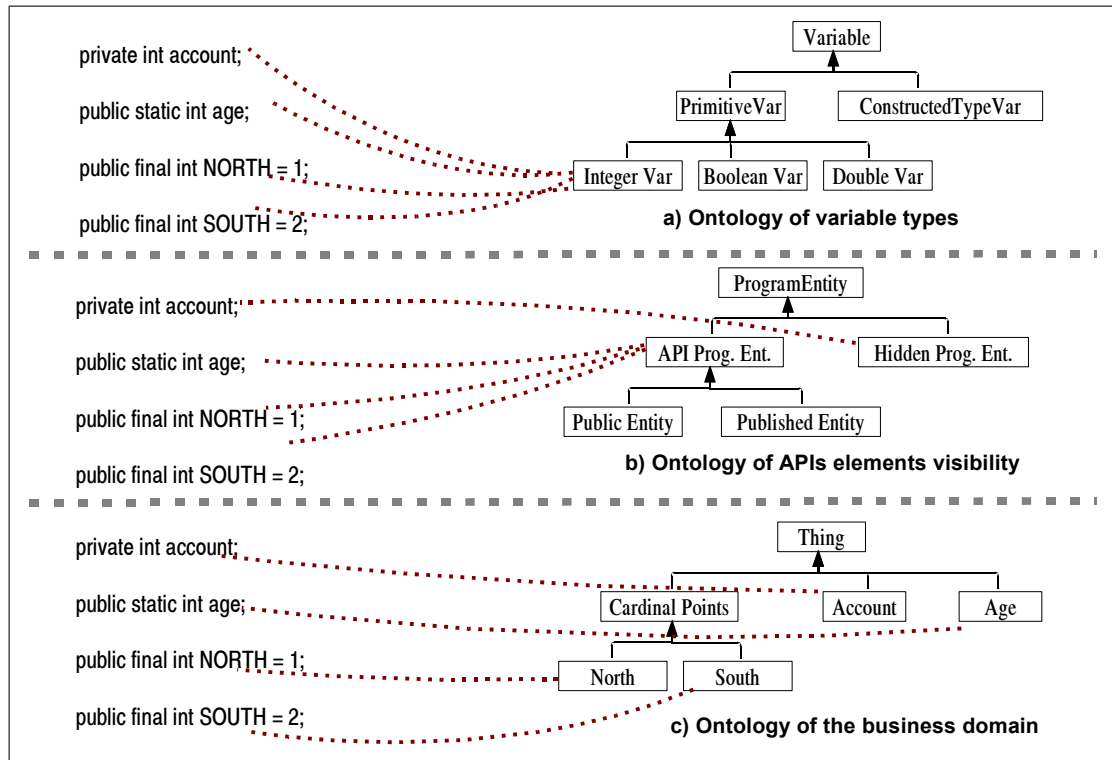 Variable
private int account;
PrimitiveVar
ConstructedTypeVar
public static int age;
public final int NORTH = 1;
Integer Var
Boolean Var
Double Var
public final int SOUTH = 2;
a) Ontology of variable types
ProgramEntity
private int account;
API Prog. Ent.
Hidden Prog. Ent.
public static int age;
public final int NORTH = 1;
Public Entity
Published Entity
public final int SOUTH = 2;
b) Ontology of APIs elements visibility
Thing
private int account;
Cardinal Points
Account
Age
public static int age;
public final int NORTH = 1;
North
South
public final int SOUTH = 2;
c) Ontology of the business domain